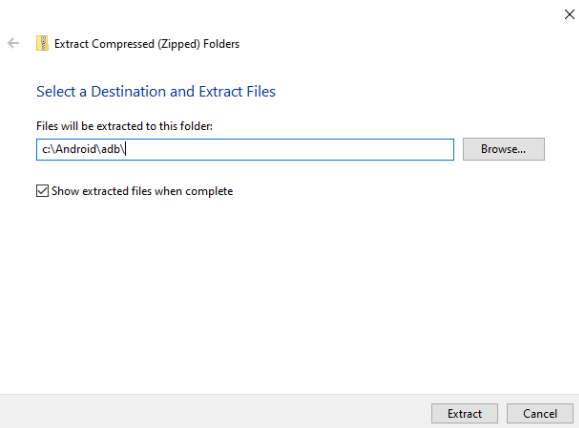 Extract Compressed (Zipped) Folders
Select a Destination and Extract Files
Files will be extracted to this folder:
c:\Android\adb\
Browse...
Show extracted files when complete
Extract
Cancel